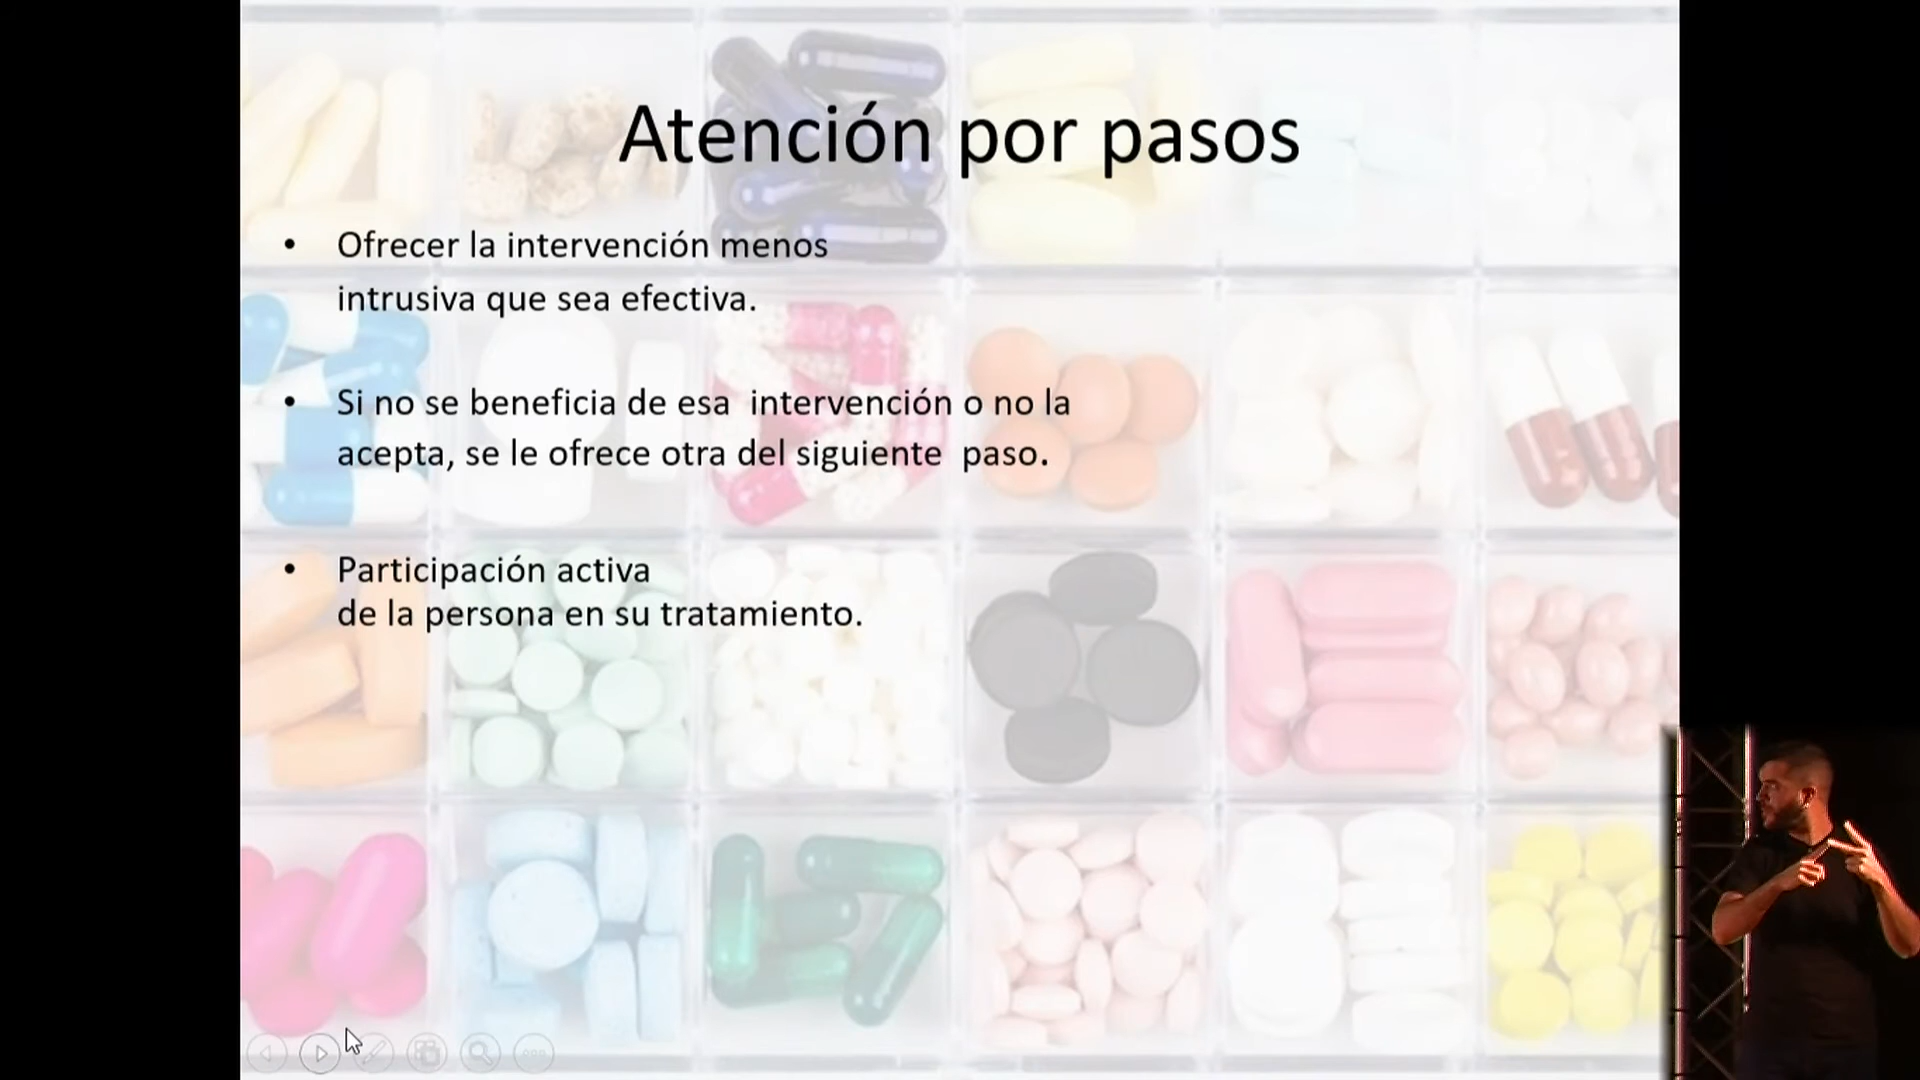 Atención por pasos
• Ofrecer la intervención menos
intrusiva que sea efectiva.
• Si no se beneficia de esa intervención o no la
acepta, se le ofrece otra del siguiente paso.
• Participación activa
de la persona en su tratamiento.